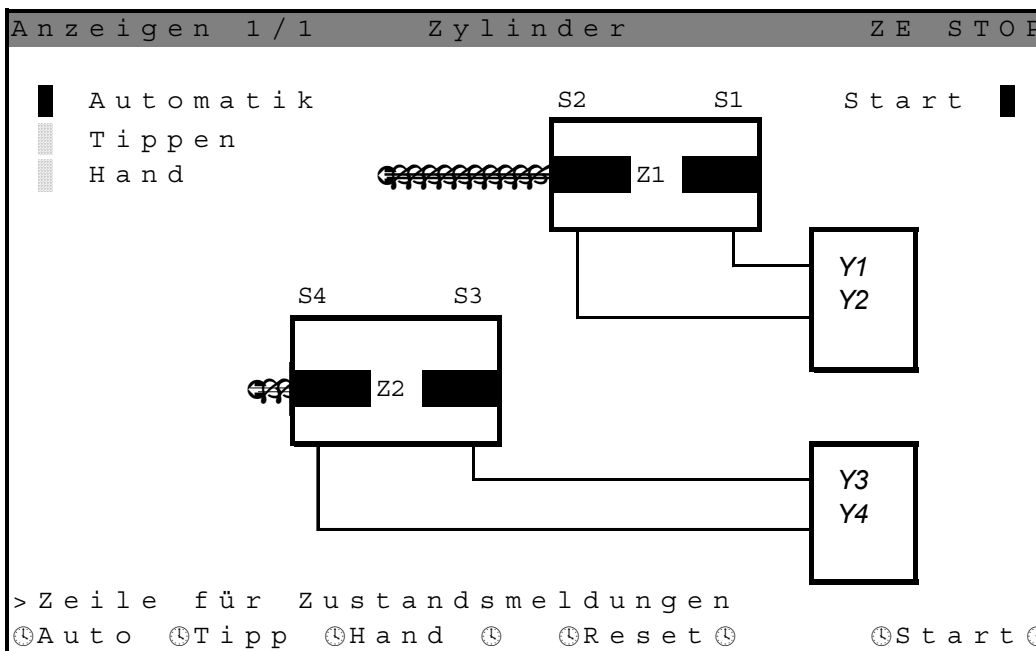 Anzeigen 1/1 Zylinder ZE STOP
Automatik S2 S1 Start
Tippen
Hand Z1
Y1
Y2
S4 S3
Z2
Y3
Y4
>Zeile für Zustandsmeldungen
Auto Tipp Hand Reset Start